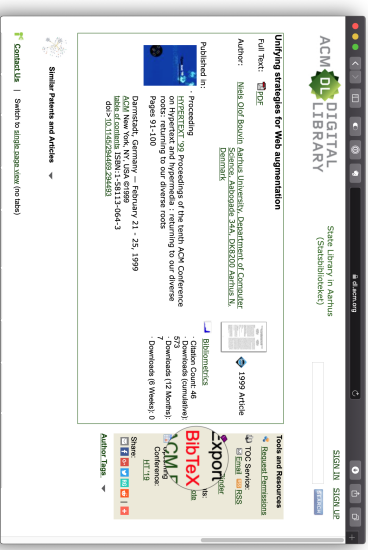 dl.acm.org
ACM DL DIGITAL LIBRARY
State Library in Aarhus
(Statsbiblioteket)
SIGN IN SIGN UP
SEARCH
Unifying strategies for Web augmentation
Full Text: PDF
Author: Niels Olof Bouvin Aarhus University, Department of Computer
Science, Aabogade 34A, DK8200 Aarhus N,
Denmark
1999 Article
Bibliometrics
· Citation Count: 46
· Downloads (cumulative):
573
· Downloads (12 Months):
7
· Downloads (6 Weeks): 0
Published in:
· Proceeding
HYPERTEXT '99 Proceedings of the tenth ACM Conference
on Hypertext and hypermedia : returning to our diverse
roots: returning to our diverse roots
Pages 91-100
Darmstadt, Germany — February 21 - 25, 1999
ACM New York, NY, USA ©1999
table of contents ISBN:1-58113-064-3
doi>10.1145/294469.294493
Tools and Resources
Request Permissions
TOC Service:
Email RSS
Export
BibTeX
ACM
Conference:
HT '19
Share:
Author Tags
Similar Patents and Articles
Contact Us | Switch to single page view (no tabs)